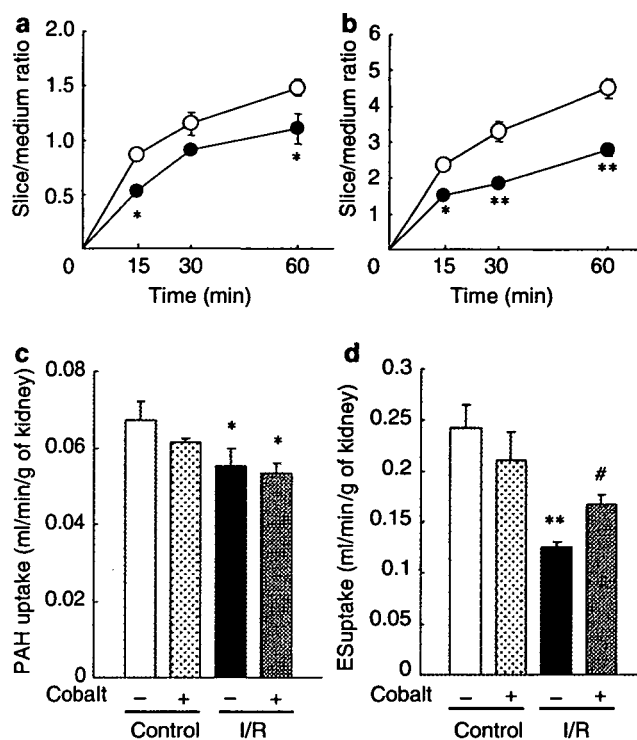 a
b
Slice/medium ratio
2.0
1.5
1.0
0.5
0
15
30
60
*
*
Time (min)
Slice/medium ratio
6
5
4
3
2
1
0
15
30
60
*
**
**
Time (min)
c
d
PAH uptake (ml/min/g of kidney)
0.08
0.06
0.04
0.02
0
*
*
Cobalt
−
+
−
+
Control
I/R
ESuptake (ml/min/g of kidney)
0.3
0.25
0.2
0.15
0.1
0.05
0
**
#
Cobalt
−
+
−
+
Control
I/R